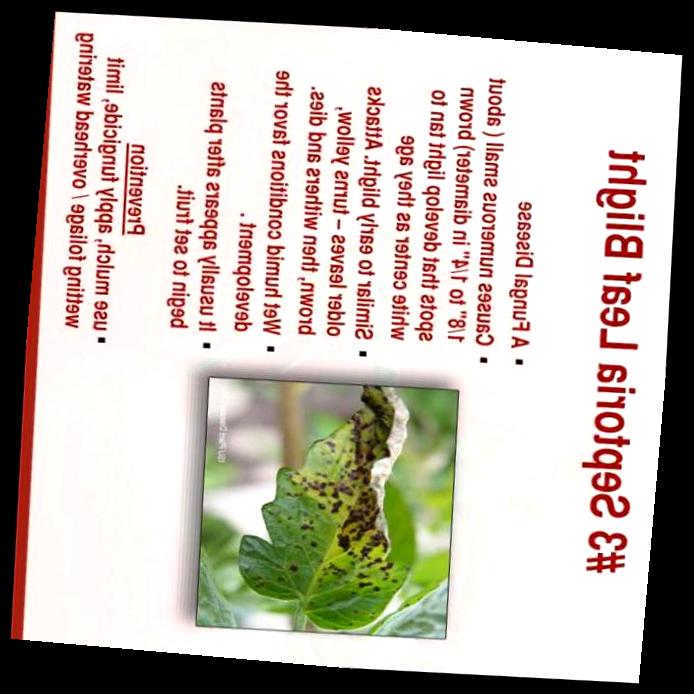 #3 Septoria Leaf Blight
▪ A Fungal Disease
▪ Causes numerous small ( about
1/8" to 1/4" in diameter) brown
spots that develop light tan to
white center as they age
▪ Similar to early blight. Attacks
older leaves – turns yellow,
brown, then withers and dies.
▪ Wet humid conditions favor the
development .
▪ It usually appears after plants
begin to set fruit.
Prevention
▪ use mulch, apply fungicide, limit
wetting foliage / overhead watering